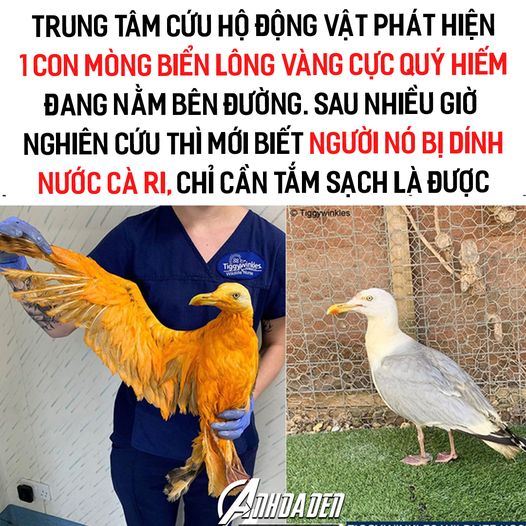 TRUNG TÂM CỨU HỘ ĐỘNG VẬT PHÁT HIỆN
1 CON MÒNG BIỂN LÔNG VÀNG CỰC QUÝ HIẾM
ĐANG NẰM BÊN ĐƯỜNG. SAU NHIỀU GIỜ
NGHIÊN CỨU THÌ MỚI BIẾT NGƯỜI NÓ BỊ DÍNH
NƯỚC CÀ RI, CHỈ CẦN TẮM SẠCH LÀ ĐƯỢC
© Tiggywinkles
Tiggywinkles
Wildlife Nurse
ANHDADEN